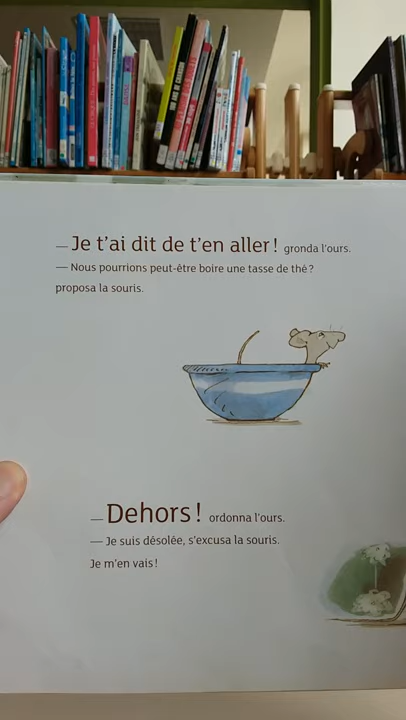 — Je t'ai dit de t'en aller ! gronda l'ours.
— Nous pourrions peut-être boire une tasse de thé ?
proposa la souris.
— Dehors ! ordonna l'ours.
— Je suis désolée, s'excusa la souris.
Je m'en vais !